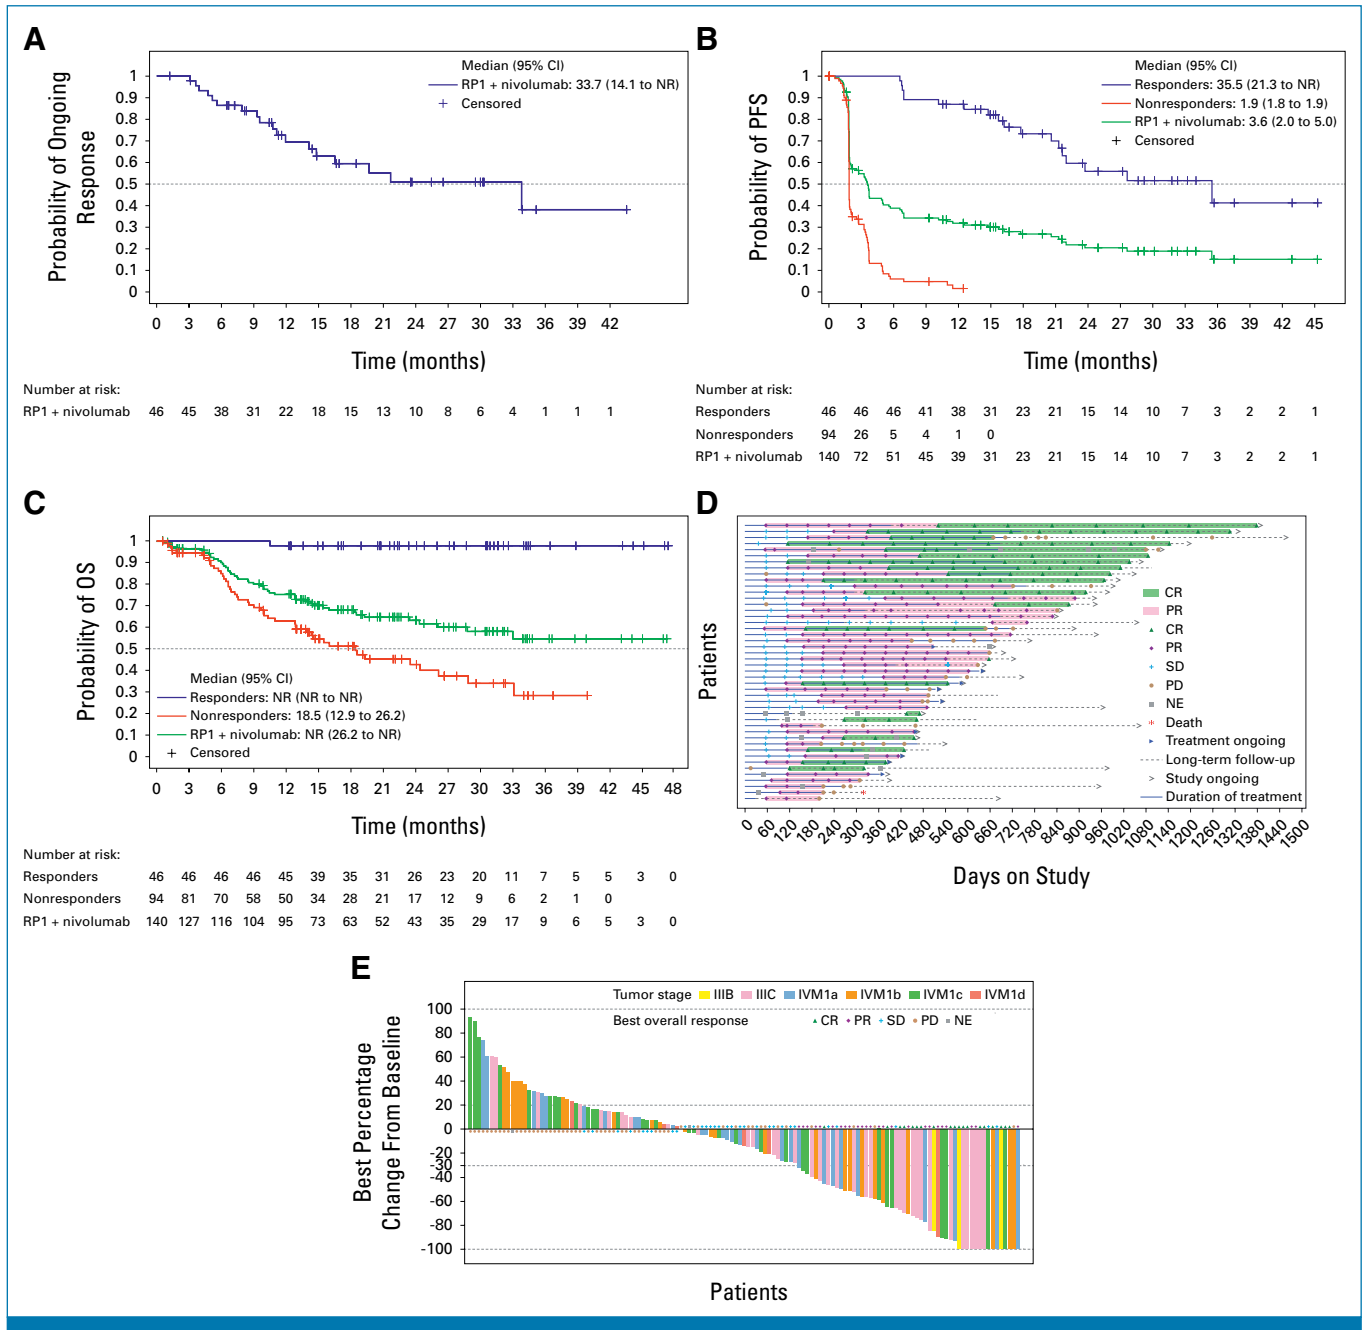 A
Probability of Ongoing
Response
Median (95% CI)
RP1 + nivolumab: 33.7 (14.1 to NR)
Censored
1
0.9
0.8
0.7
0.6
0.5
0.4
0.3
0.2
0.1
0
0 3 6 9 12 15 18 21 24 27 30 33 36 39 42
Time (months)
Number at risk:
RP1 + nivolumab 46 45 38 31 22 18 15 13 10 8 6 4 1 1 1
B
Probability of PFS
Median (95% CI)
Responders: 35.5 (21.3 to NR)
Nonresponders: 1.9 (1.8 to 1.9)
RP1 + nivolumab: 3.6 (2.0 to 5.0)
Censored
1
0.9
0.8
0.7
0.6
0.5
0.4
0.3
0.2
0.1
0
0 3 6 9 12 15 18 21 24 27 30 33 36 39 42 45
Time (months)
Number at risk:
Responders 46 46 46 41 38 31 23 21 15 14 10 7 3 2 2 1
Nonresponders 94 26 5 4 1 0
RP1 + nivolumab 140 72 51 45 39 31 23 21 15 14 10 7 3 2 2 1
C
Probability of OS
1
0.9
0.8
0.7
0.6
0.5
0.4
0.3
0.2
0.1
0
Median (95% CI)
Responders: NR (NR to NR)
Nonresponders: 18.5 (12.9 to 26.2)
RP1 + nivolumab: NR (26.2 to NR)
Censored
0 3 6 9 12 15 18 21 24 27 30 33 36 39 42 45 48
Time (months)
Number at risk:
Responders 46 46 46 46 45 39 35 31 26 23 20 11 7 5 5 3 0
Nonresponders 94 81 70 58 50 34 28 21 17 12 9 6 2 1 0
RP1 + nivolumab 140 127 116 104 95 73 63 52 43 35 29 17 9 6 5 3 0
D
Patients
CR
PR
CR
PR
SD
PD
NE
Death
Treatment ongoing
Long-term follow-up
Study ongoing
Duration of treatment
0 60 120 180 240 300 360 420 480 540 600 660 720 780 840 900 960 1020 1080 1140 1200 1260 1320 1380 1440 1500
Days on Study
E
Best Percentage
Change From Baseline
Tumor stage IIIB IIIC IVM1a IVM1b IVM1c IVM1d
Best overall response CR PR SD PD NE
100
80
60
40
20
0
-20
-30
-40
-60
-80
-100
Patients